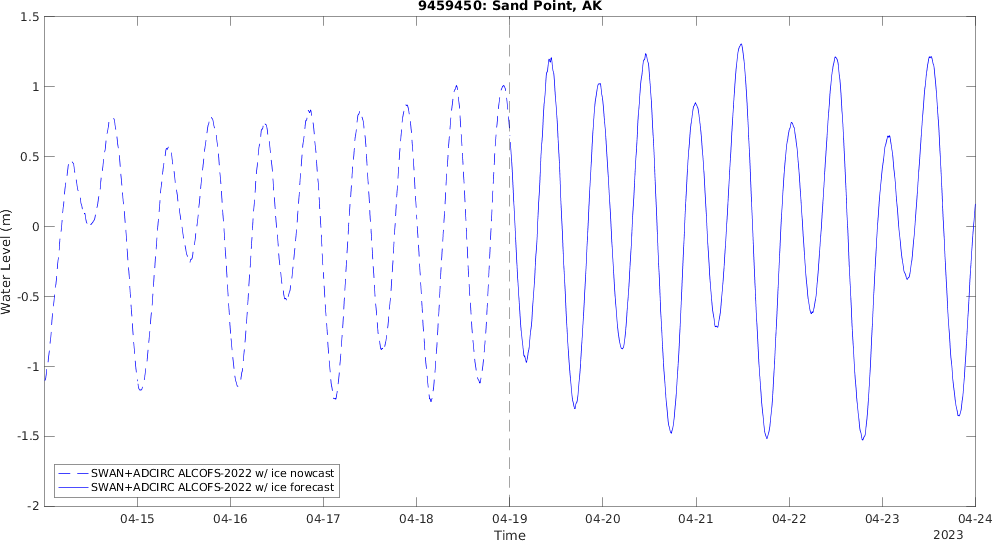 9459450: Sand Point, AK
1.5
1
0.5
0
-0.5
-1
-1.5
-2
Water Level (m)
SWAN+ADCIRC ALCOFS-2022 w/ ice nowcast
SWAN+ADCIRC ALCOFS-2022 w/ ice forecast
04-15 04-16 04-17 04-18 04-19 04-20 04-21 04-22 04-23 04-24
Time
2023